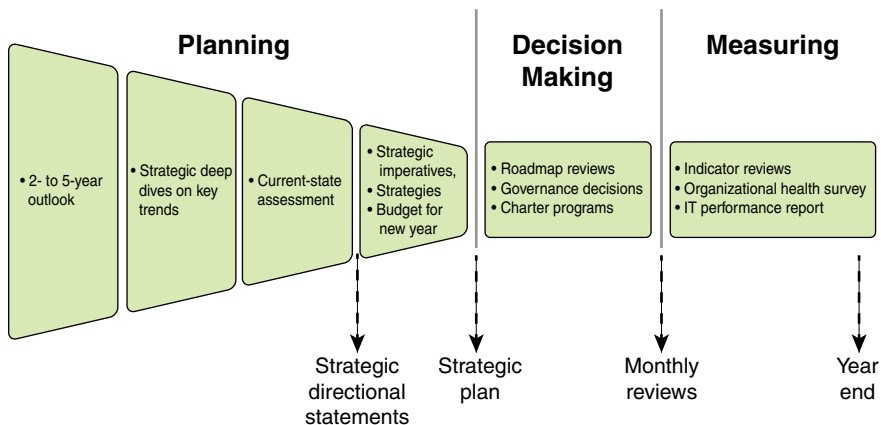 Planning
Decision
Making
Measuring
• 2- to 5-year
outlook
• Strategic deep
dives on key
trends
• Current-state
assessment
• Strategic
imperatives,
• Strategies
• Budget for
new year
• Roadmap reviews
• Governance decisions
• Charter programs
• Indicator reviews
• Organizational health survey
• IT performance report
Strategic
directional
statements
Strategic
plan
Monthly
reviews
Year
end